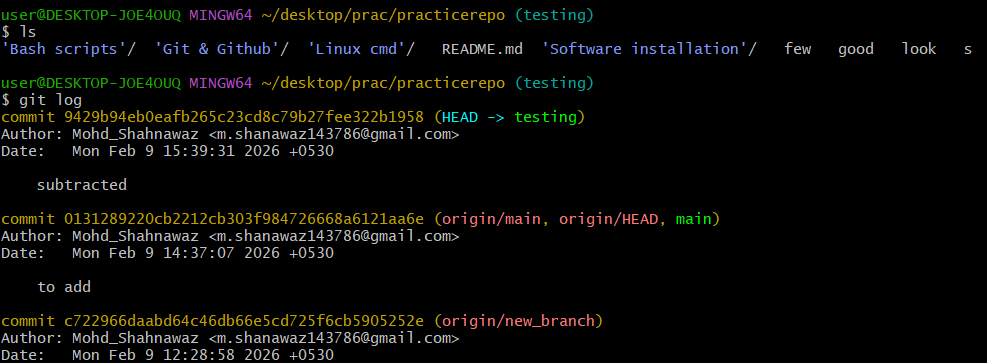 user@DESKTOP-JOE4OUQ MINGW64 ~/desktop/prac/practicerepo (testing)
$ ls
'Bash scripts'/  'Git & Github'/  'Linux cmd'/   README.md  'Software installation'/   few   good   look   s
user@DESKTOP-JOE4OUQ MINGW64 ~/desktop/prac/practicerepo (testing)
$ git log
commit 9429b94eb0eafb265c23cd8c79b27fee322b1958 (HEAD -> testing)
Author: Mohd_Shahnawaz <m.shanawaz143786@gmail.com>
Date:   Mon Feb 9 15:39:31 2026 +0530
    subtracted
commit 0131289220cb2212cb303f984726668a6121aa6e (origin/main, origin/HEAD, main)
Author: Mohd_Shahnawaz <m.shanawaz143786@gmail.com>
Date:   Mon Feb 9 14:37:07 2026 +0530
    to add
commit c722966daabd64c46db66e5cd725f6cb5905252e (origin/new_branch)
Author: Mohd_Shahnawaz <m.shanawaz143786@gmail.com>
Date:   Mon Feb 9 12:28:58 2026 +0530